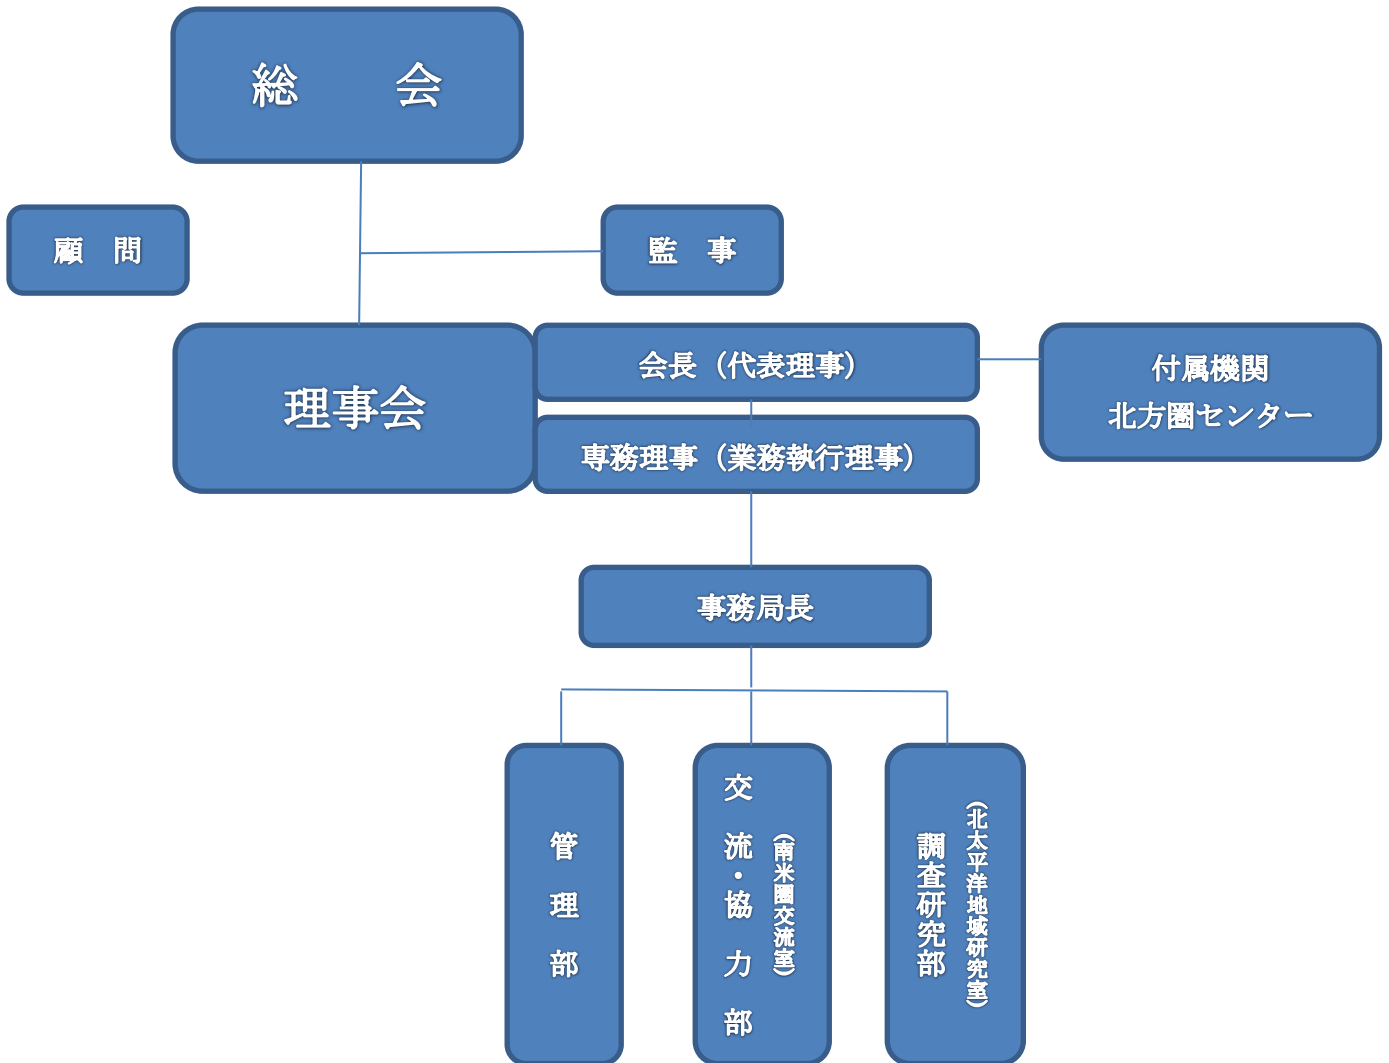 総　　会
顧　問
監　事
理事会
会長（代表理事）
専務理事（業務執行理事）
付属機関
北方圏センター
事務局長
管理部
交流・協力部
（南米圏交流室）
調査研究部
（北太平洋地域研究室）